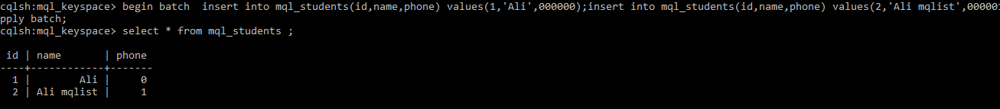 cqlsh:mql_keyspace> begin batch  insert into mql_students(id,name,phone) values(1,'Ali',000000);insert into mql_students(id,name,phone) values(2,'Ali mqlist',000001
pply batch;
cqlsh:mql_keyspace> select * from mql_students ;
id | name       | phone
----+------------+-------
1 |        Ali |     0
2 | Ali mqlist |     1